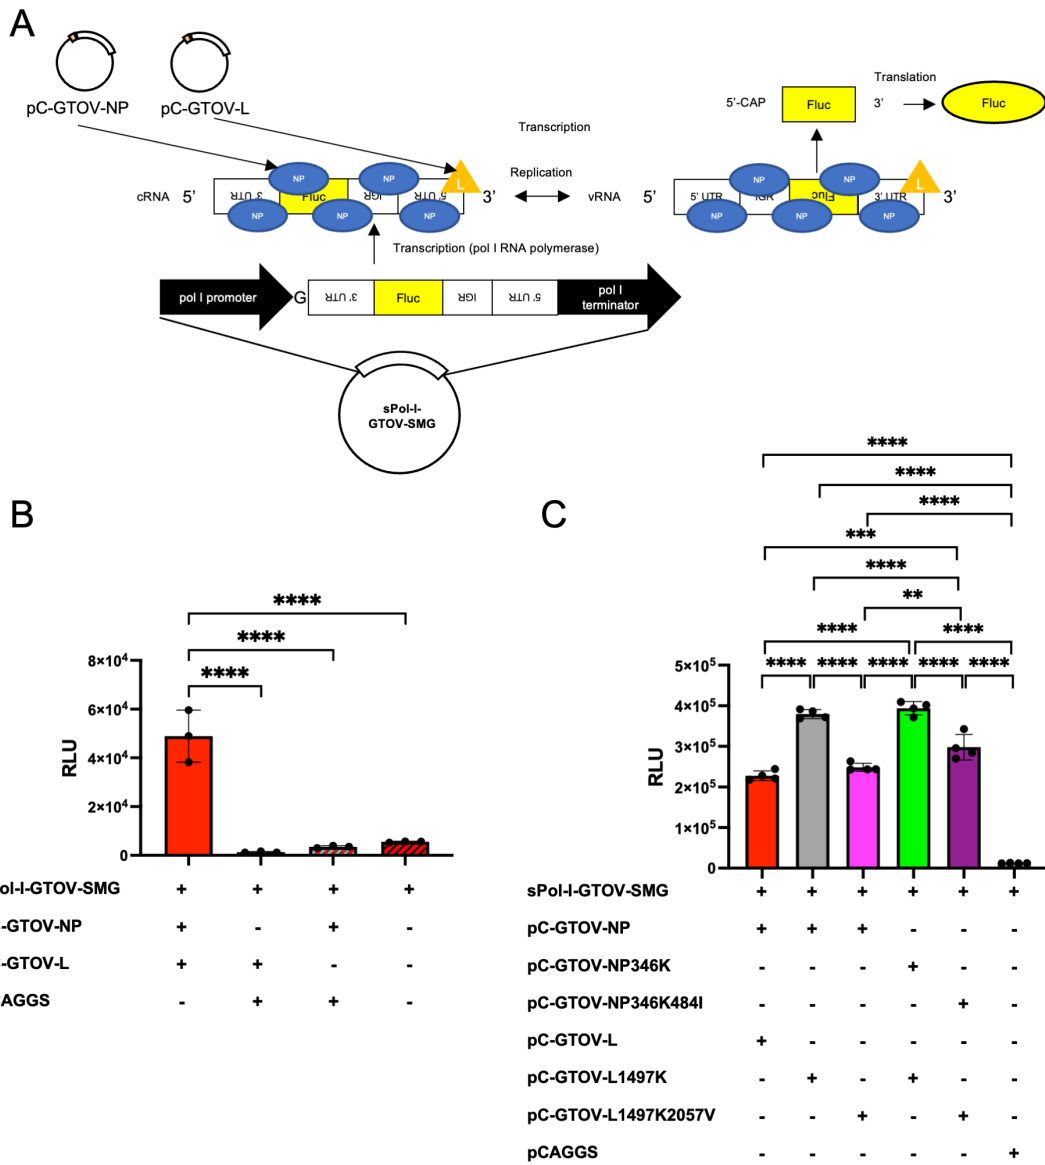 A
pC-GTOV-NP pC-GTOV-L
Translation
5'-CAP Fluc 3' Fluc
Transcription
cRNA 5' 3' UTR NP Fluc NP IGR NP 5' UTR NP L 3' Replication vRNA 5' 5' UTR NP NP IGR NP Fluc NP 3' UTR NP L 3'
NP
Transcription (pol I RNA polymerase)
pol I promoter G 3' UTR Fluc IGR 5' UTR pol I terminator
sPol-I-
GTOV-SMG
B
****
****
****
RLU
8×10⁴
6×10⁴
4×10⁴
2×10⁴
0
ol-I-GTOV-SMG + + + +
C-GTOV-NP + - + -
C-GTOV-L + + - -
CAGGS - + + -
C
****
****
****
***
****
**
**** ****
**** **** **** **** ****
RLU
5×10⁵
4×10⁵
3×10⁵
2×10⁵
1×10⁵
0
sPol-I-GTOV-SMG + + + + + +
pC-GTOV-NP + + + - - -
pC-GTOV-NP346K - - - + - -
pC-GTOV-NP346K484I - - - - + -
pC-GTOV-L + - - - - -
pC-GTOV-L1497K - + - + - -
pC-GTOV-L1497K2057V - - + - + -
pCAGGS - - - - - +